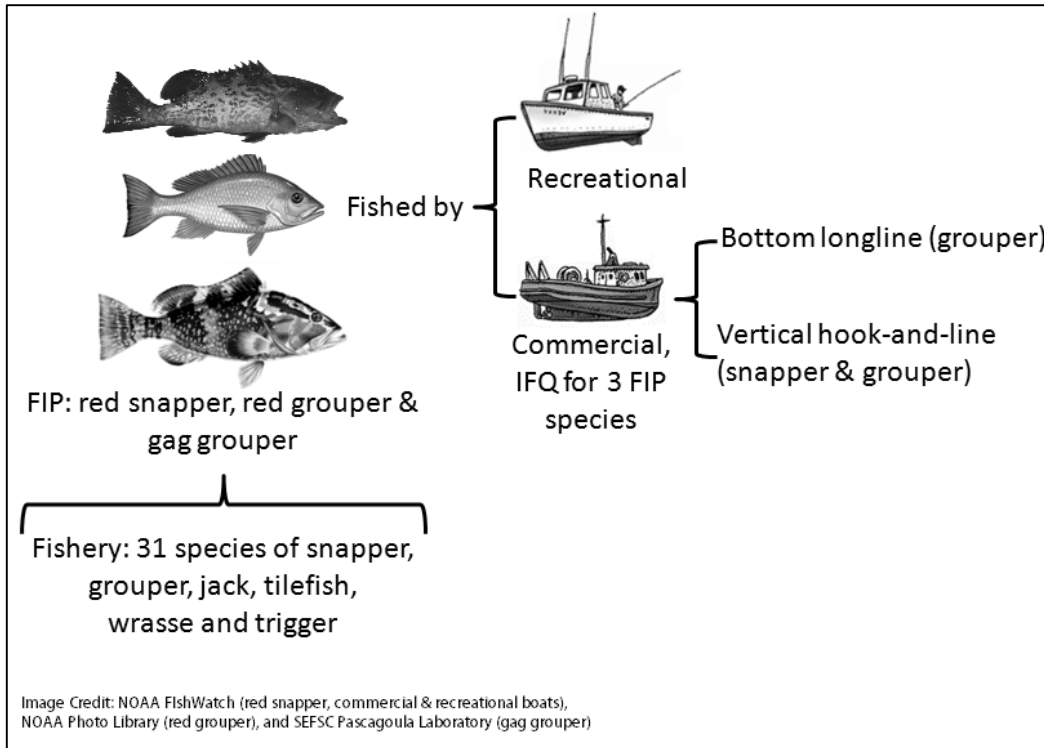 Fished by
Recreational
Commercial,
IFQ for 3 FIP
species
Bottom longline (grouper)
Vertical hook-and-line
(snapper & grouper)
FIP: red snapper, red grouper &
gag grouper
Fishery: 31 species of snapper,
grouper, jack, tilefish,
wrasse and trigger
Image Credit: NOAA FIshWatch (red snapper, commercial & recreational boats),
NOAA Photo Library (red grouper), and SEFSC Pascagoula Laboratory (gag grouper)